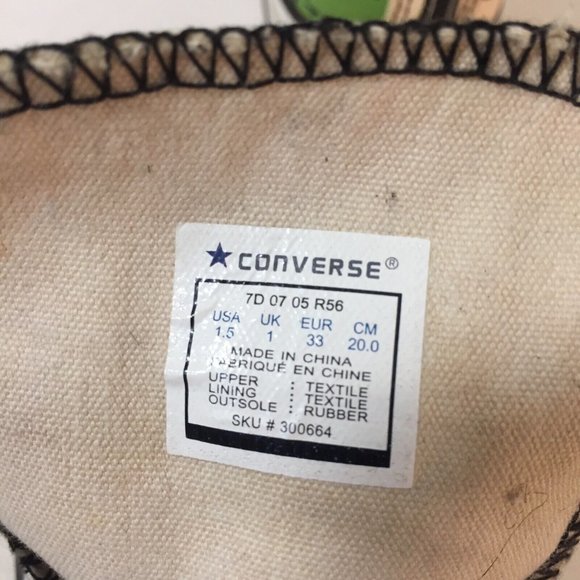 ★ CONVERSE®
7D 07 05 R56
USA UK EUR CM
1.5 1 33 20.0
MADE IN CHINA
FABRIQUÉ EN CHINE
UPPER : TEXTILE
LINING : TEXTILE
OUTSOLE : RUBBER
SKU # 300664